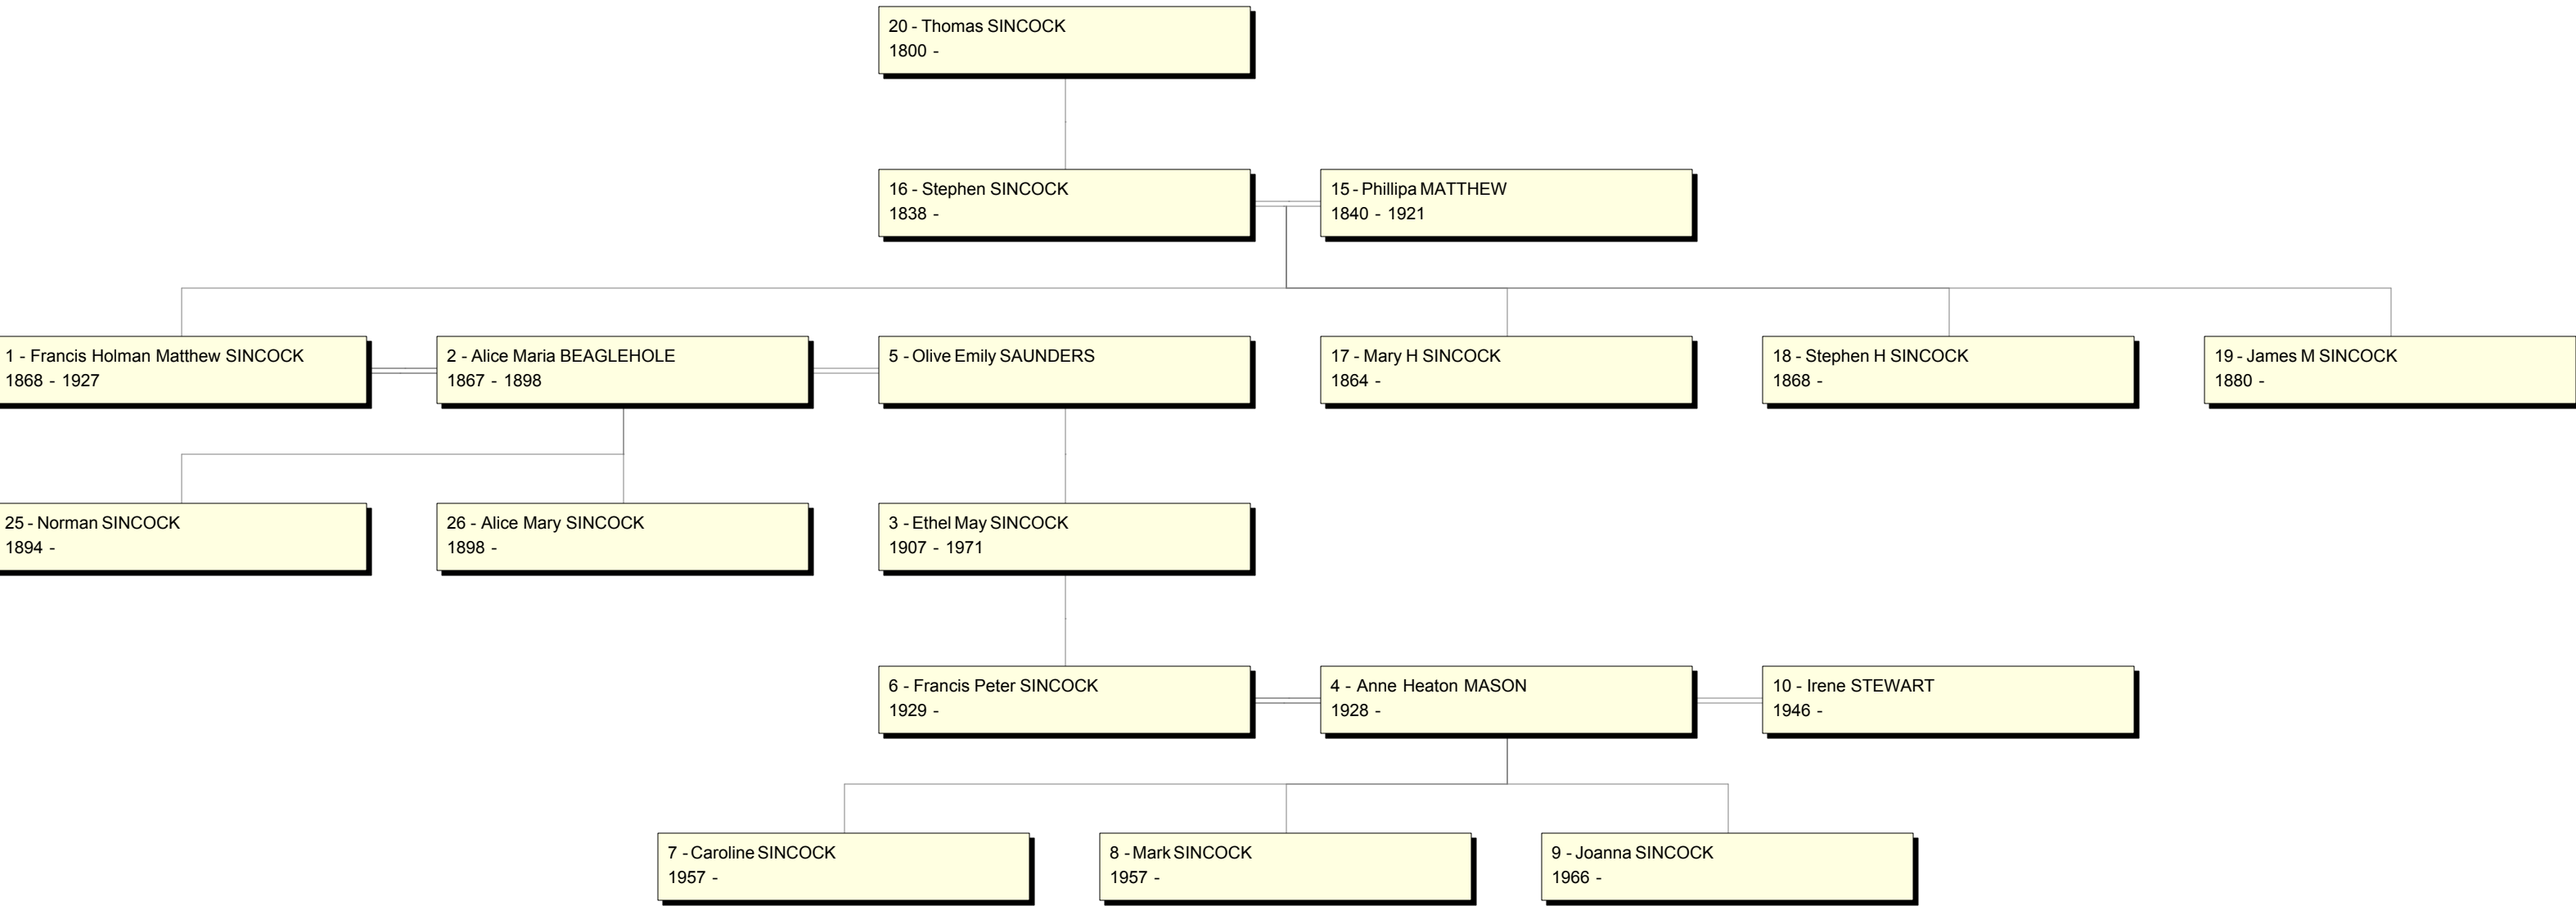 20 - Thomas SINCOCK
1800 -
16 - Stephen SINCOCK
1838 -
15 - Phillipa MATTHEW
1840 - 1921
1 - Francis Holman Matthew SINCOCK
1868 - 1927
2 - Alice Maria BEAGLEHOLE
1867 - 1898
5 - Olive Emily SAUNDERS
17 - Mary H SINCOCK
1864 -
18 - Stephen H SINCOCK
1868 -
19 - James M SINCOCK
1880 -
25 - Norman SINCOCK
1894 -
26 - Alice Mary SINCOCK
1898 -
3 - Ethel May SINCOCK
1907 - 1971
6 - Francis Peter SINCOCK
1929 -
4 - Anne Heaton MASON
1928 -
10 - Irene STEWART
1946 -
7 - Caroline SINCOCK
1957 -
8 - Mark SINCOCK
1957 -
9 - Joanna SINCOCK
1966 -